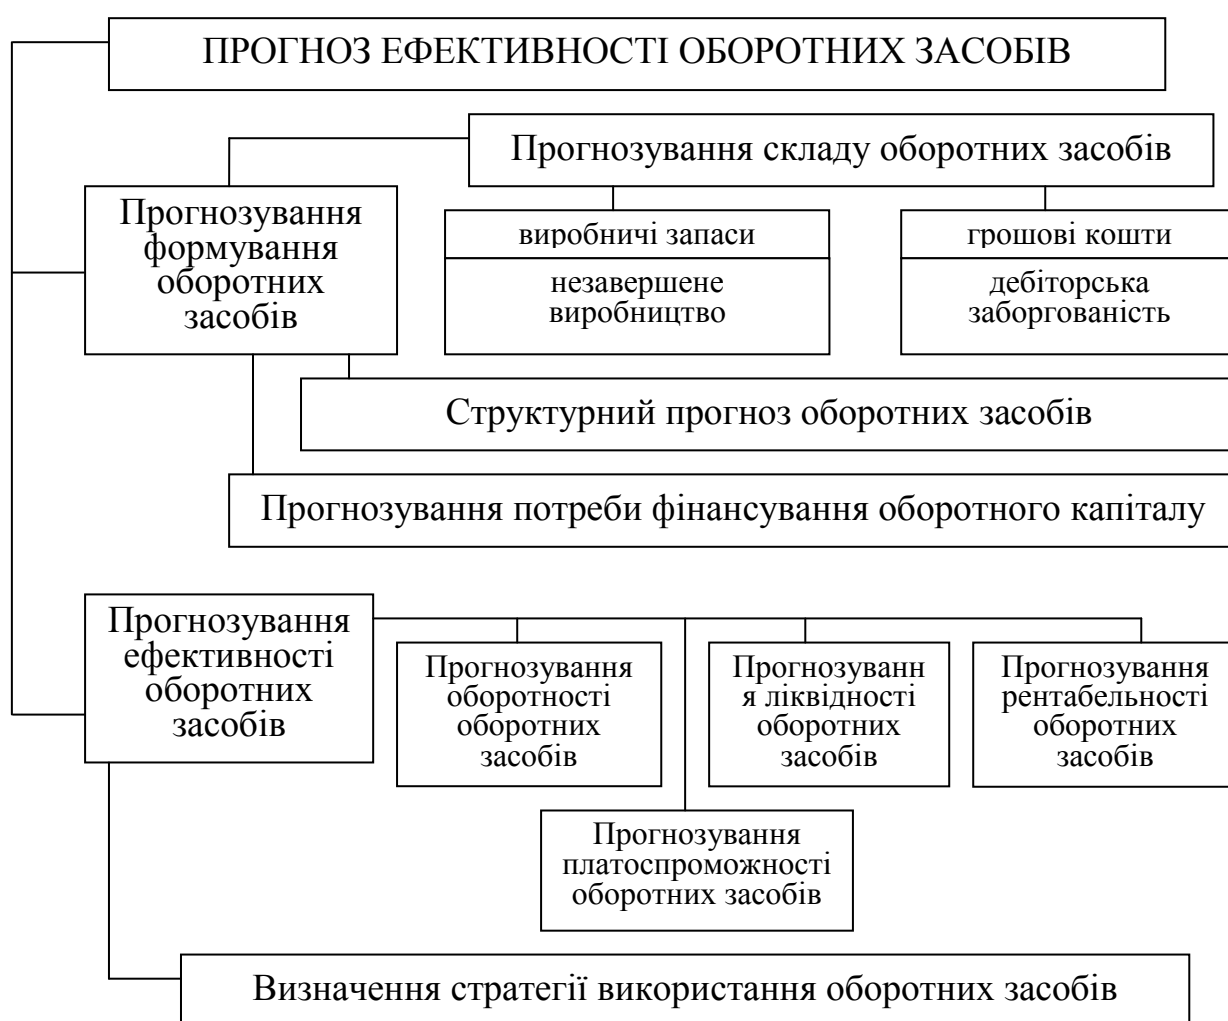 ПРОГНОЗ ЕФЕКТИВНОСТІ ОБОРОТНИХ ЗАСОБІВ
Прогнозування складу оборотних засобів
Прогнозування
формування
оборотних
засобів
виробничі запаси
незавершене
виробництво
грошові кошти
дебіторська
заборгованість
Структурний прогноз оборотних засобів
Прогнозування потреби фінансування оборотного капіталу
Прогнозування
ефективності
оборотних
засобів
Прогнозування
оборотності
оборотних
засобів
Прогнозуванн
я ліквідності
оборотних
засобів
Прогнозування
рентабельності
оборотних
засобів
Прогнозування
платоспроможності
оборотних засобів
Визначення стратегії використання оборотних засобів